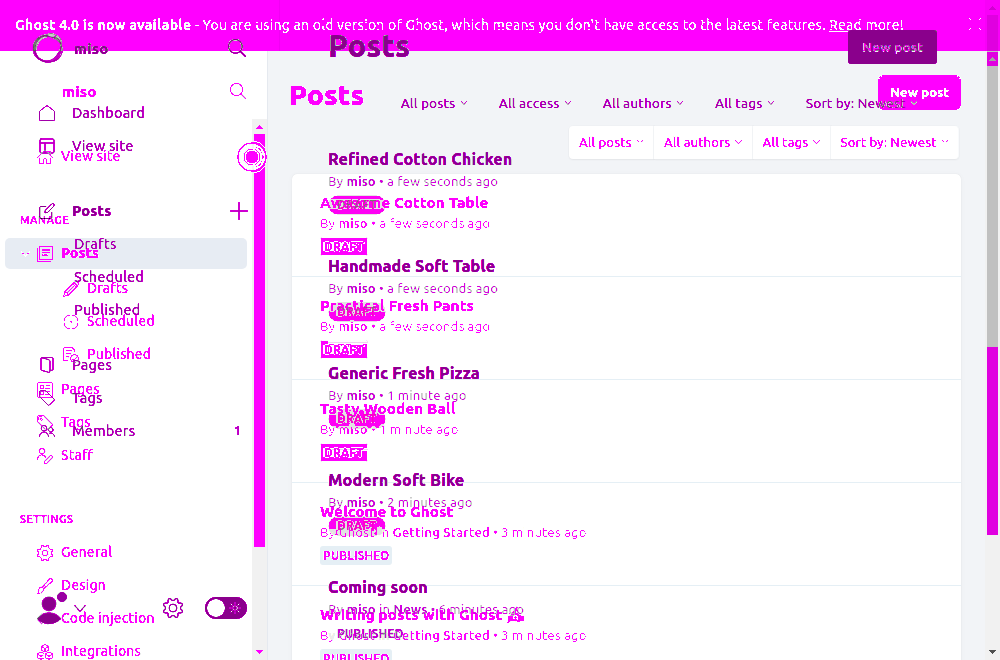 Ghost 4.0 is now available - You are using an old version of Ghost, which means you don't have access to the latest features. Read more!
miso
Posts
New post
miso
Posts
New post
All posts
All access
All authors
All tags
Sort by: Newest
Dashboard
View site
View site
All posts
All authors
All tags
Sort by: Newest
Refined Cotton Chicken
By miso • a few seconds ago
Awesome Cotton Table
By miso • a few seconds ago
DRAFT
Posts
MANAGE
Drafts
Posts
Scheduled
Drafts
Published
Scheduled
Published
Pages
Pages
Tags
Tags
Members 1
Staff
Handmade Soft Table
By miso • a few seconds ago
Practical Fresh Pants
DRAFT
By miso • a few seconds ago
DRAFT
Generic Fresh Pizza
By miso • 1 minute ago
Tasty Wooden Ball
DRAFT
By miso • 1 minute ago
DRAFT
Modern Soft Bike
By miso • 2 minutes ago
Welcome to Ghost
DRAFT
By Ghost in Getting Started • 3 minutes ago
PUBLISHED
SETTINGS
General
Design
Code injection
Integrations
Coming soon
By miso in News • 6 minutes ago
Writing posts with Ghost
PUBLISHED
By Ghost in Getting Started • 3 minutes ago
PUBLISHED